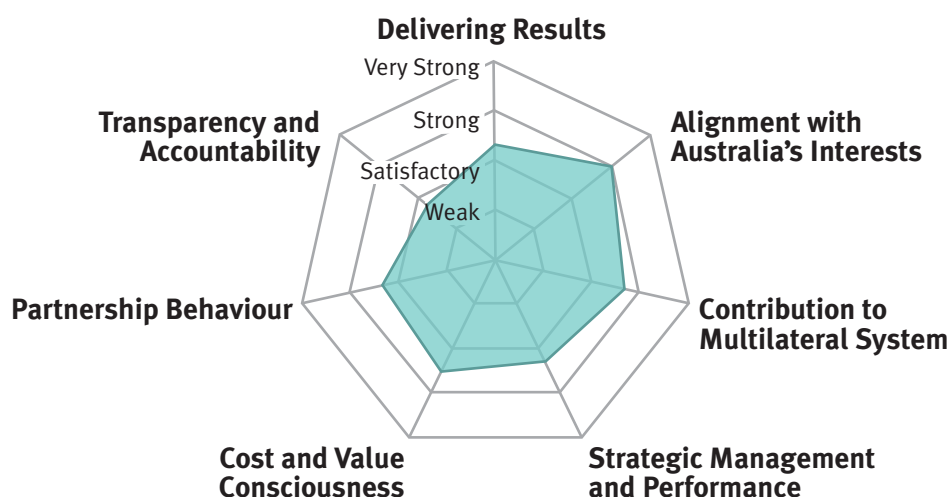 Delivering Results
Very Strong
Strong
Satisfactory
Weak
Transparency and
Accountability
Alignment with
Australia’s Interests
Partnership Behaviour
Contribution to
Multilateral System
Cost and Value
Consciousness
Strategic Management
and Performance